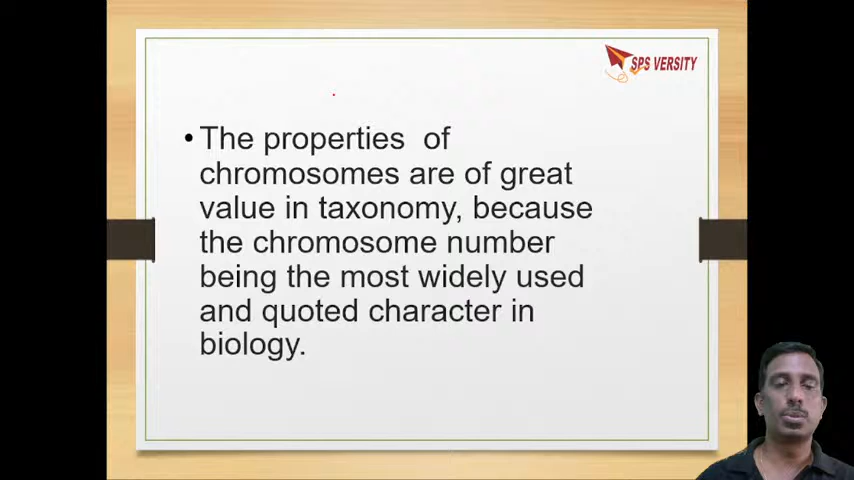 SPS VERSITY
• The properties of
chromosomes are of great
value in taxonomy, because
the chromosome number
being the most widely used
and quoted character in
biology.